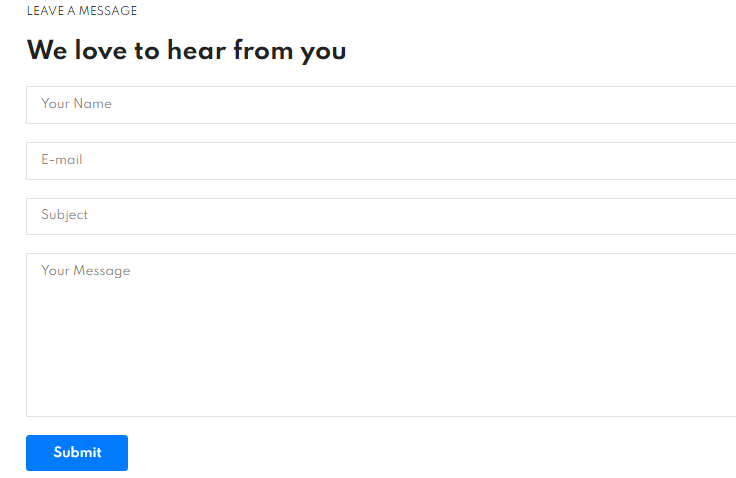 LEAVE A MESSAGE
We love to hear from you
Your Name
E-mail
Subject
Your Message
Submit